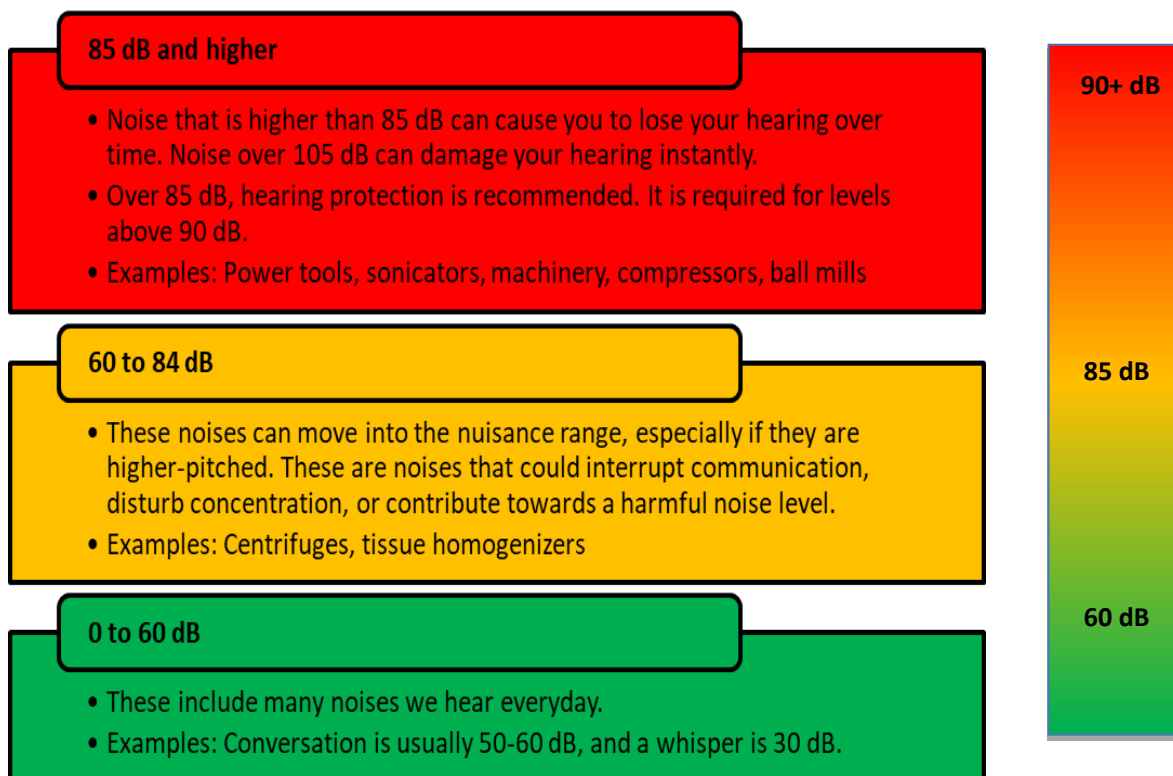 85 dB and higher
• Noise that is higher than 85 dB can cause you to lose your hearing over
time. Noise over 105 dB can damage your hearing instantly.
• Over 85 dB, hearing protection is recommended. It is required for levels
above 90 dB.
• Examples: Power tools, sonicators, machinery, compressors, ball mills
60 to 84 dB
• These noises can move into the nuisance range, especially if they are
higher-pitched. These are noises that could interrupt communication,
disturb concentration, or contribute towards a harmful noise level.
• Examples: Centrifuges, tissue homogenizers
0 to 60 dB
• These include many noises we hear everyday.
• Examples: Conversation is usually 50-60 dB, and a whisper is 30 dB.
90+ dB
85 dB
60 dB